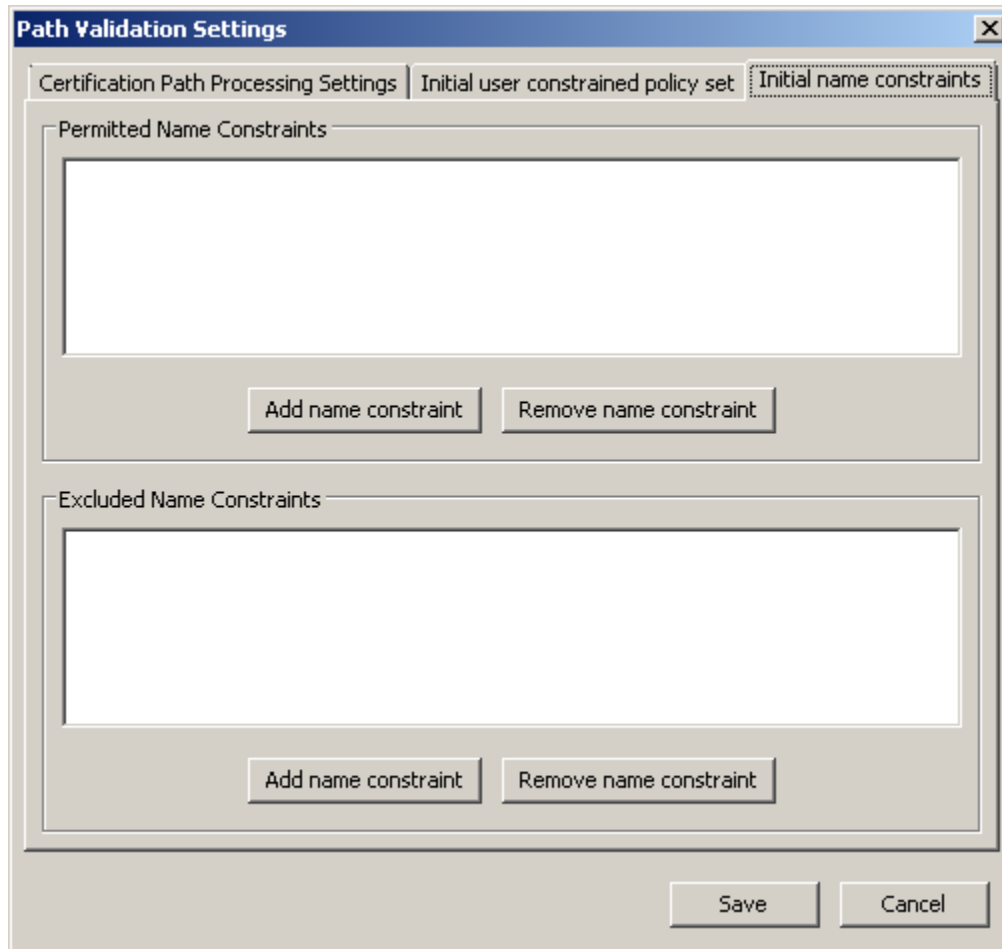 Path Validation Settings
Certification Path Processing Settings Initial user constrained policy set Initial name constraints
Permitted Name Constraints
Add name constraint Remove name constraint
Excluded Name Constraints
Add name constraint Remove name constraint
Save Cancel